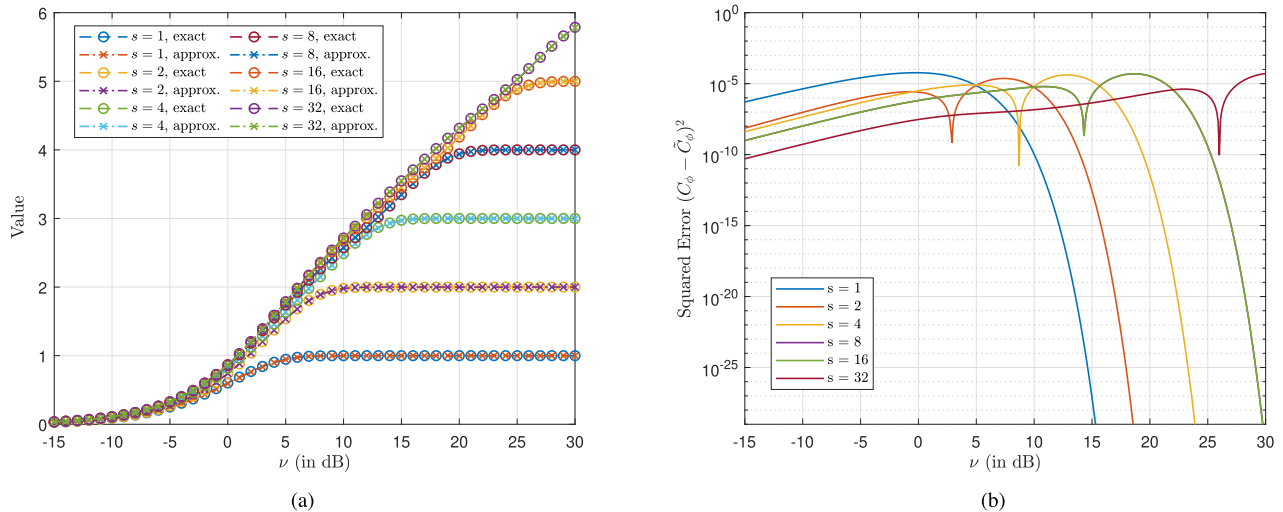 6
5
4
3
2
1
0
Value
s = 1, exact
s = 1, approx.
s = 2, exact
s = 2, approx.
s = 4, exact
s = 4, approx.
s = 8, exact
s = 8, approx.
s = 16, exact
s = 16, approx.
s = 32, exact
s = 32, approx.
-15 -10 -5 0 5 10 15 20 25 30
ν (in dB)
(a)
10^0
10^-5
10^-10
10^-15
10^-20
10^-25
Squared Error (C_ϕ − C̃_ϕ)^2
s = 1
s = 2
s = 4
s = 8
s = 16
s = 32
-15 -10 -5 0 5 10 15 20 25 30
ν (in dB)
(b)